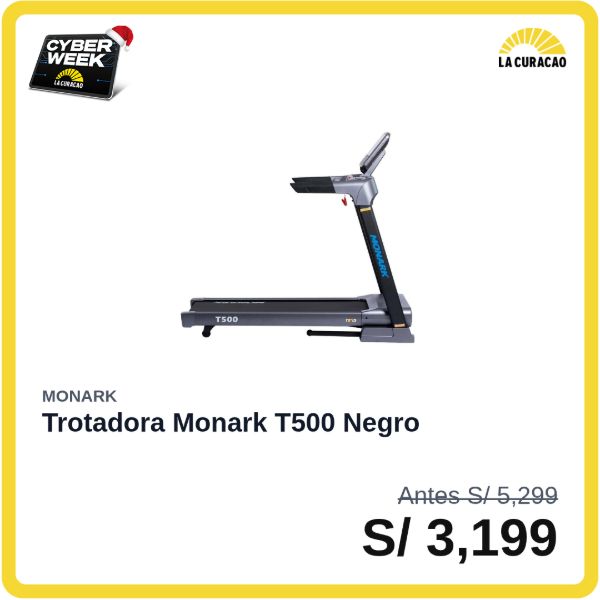 CYBER
WEEK
LA CURACAO
LA CURACAO
MONARK
T500
MONARK
Trotadora Monark T500 Negro
Antes S/ 5,299
S/ 3,199